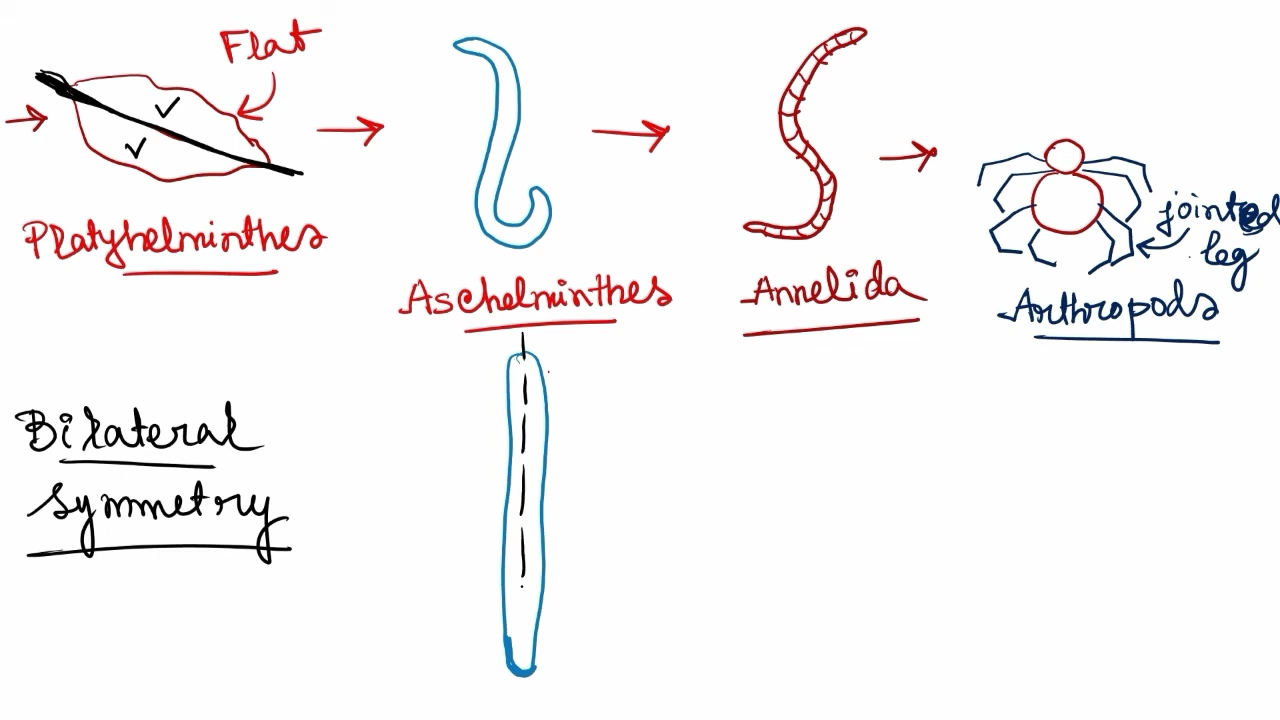 Flat
Platyhelminthes
Aschelminthes
Annelida
jointed
leg
Arthropods
Bilateral
Symmetry